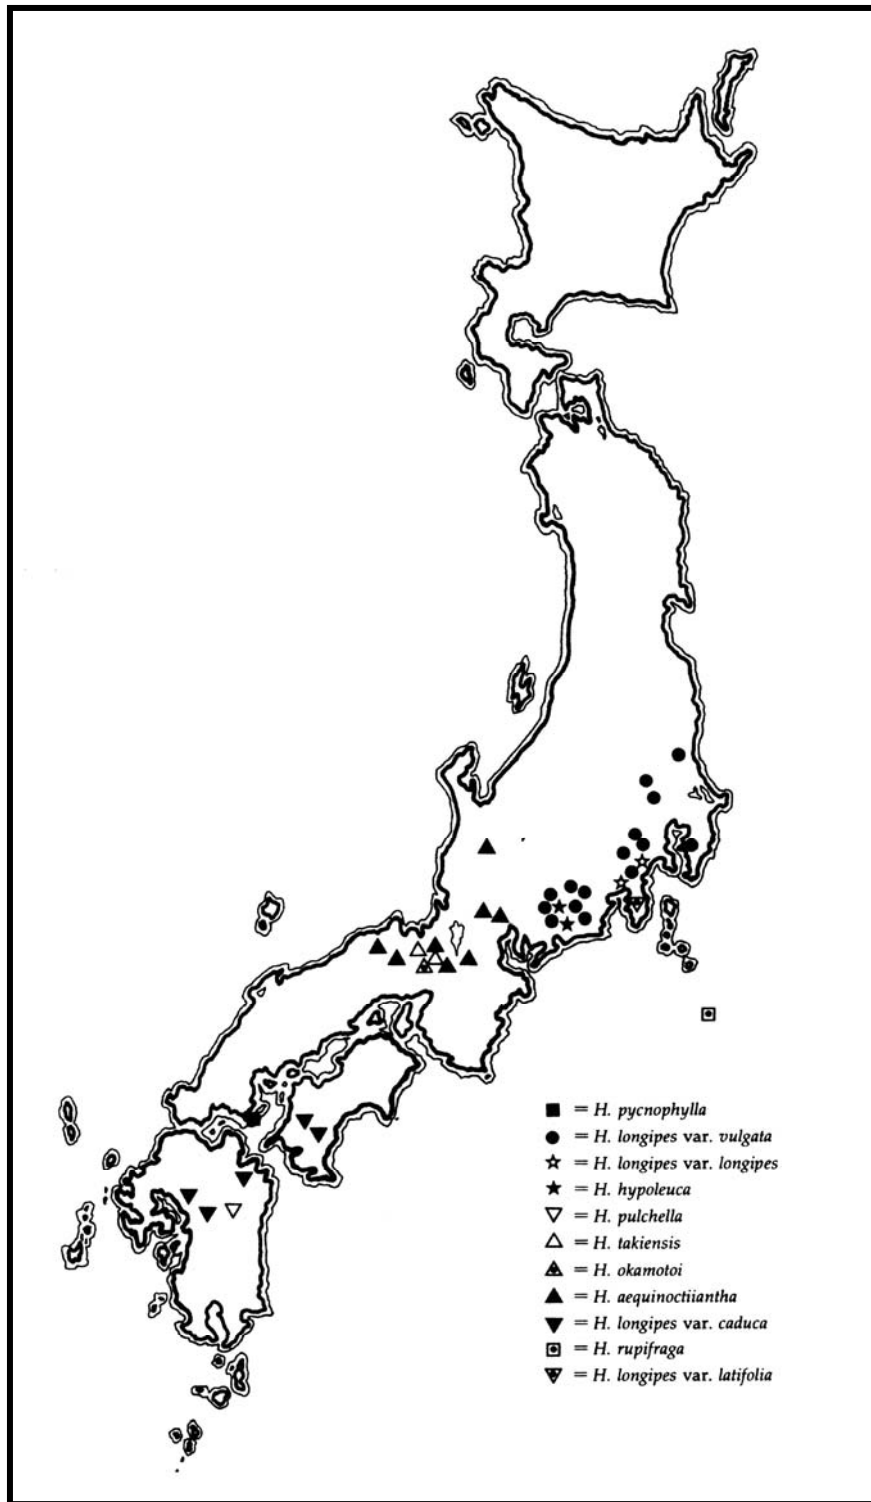 ■ = H. pycnophylla
● = H. longipes var. vulgata
☆ = H. longipes var. longipes
★ = H. hypoleuca
▽ = H. pulchella
△ = H. takiensis
= H. okamotoi
▲ = H. aequinoctiiantha
▼ = H. longipes var. caduca
= H. rupifraga
= H. longipes var. latifolia